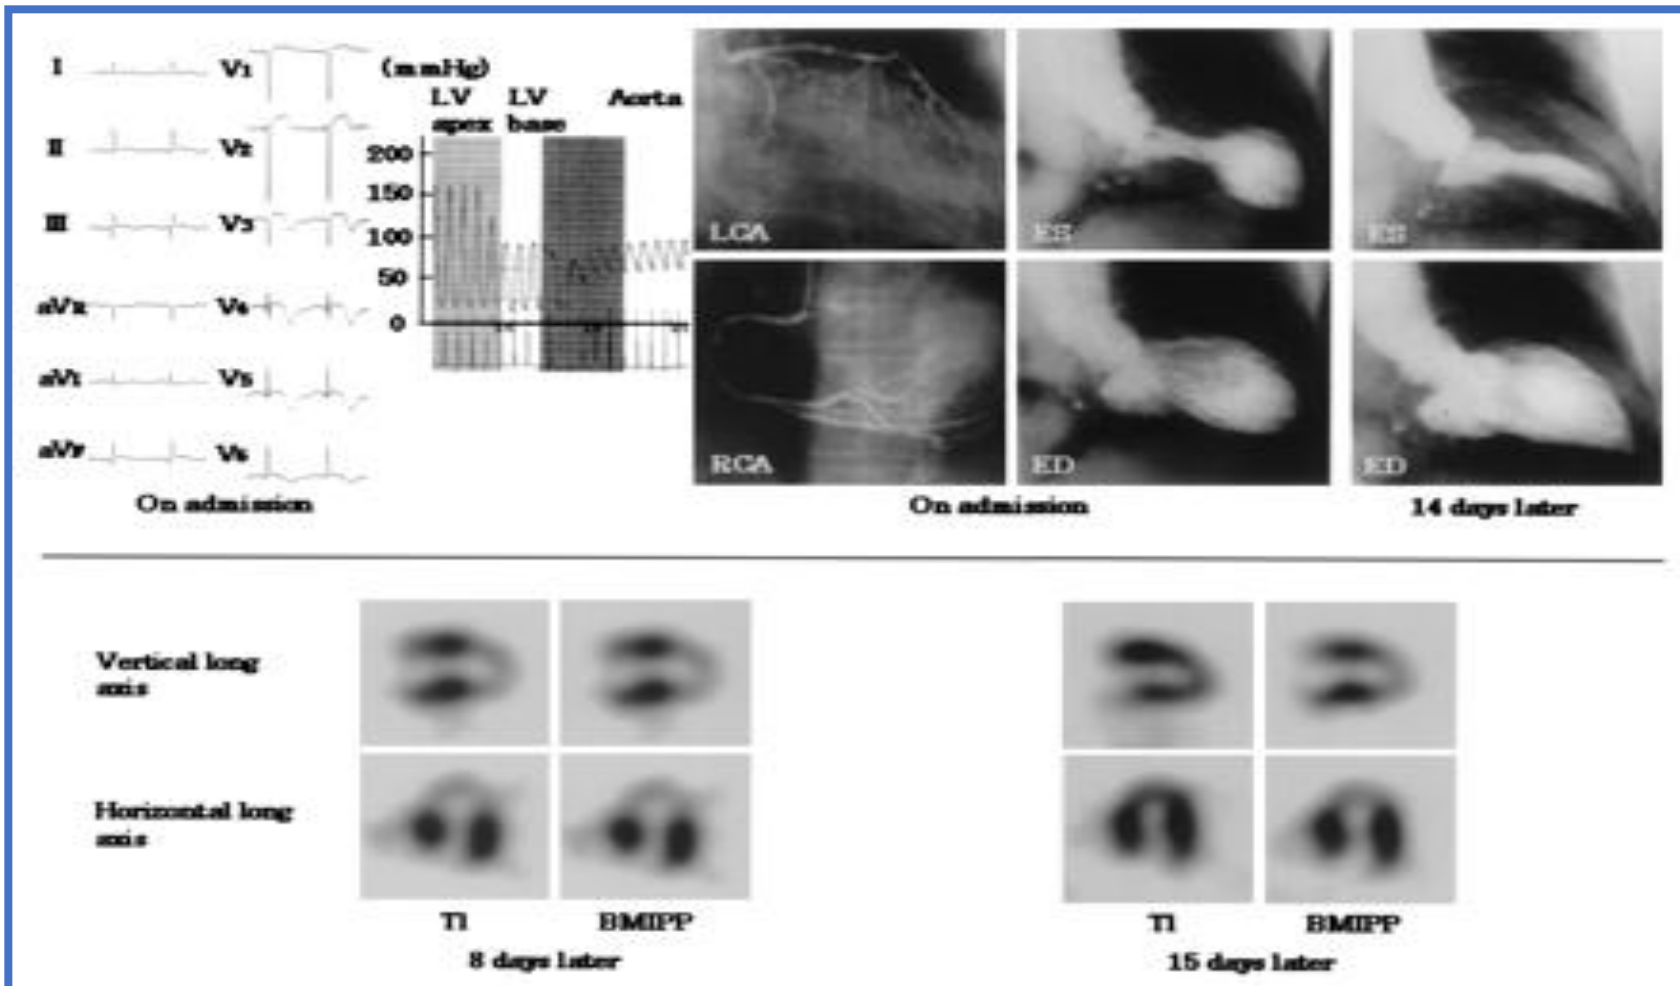 I
V1
(mmHg)
LV apex
LV base
Aorta
II
V2
200
150
III
V3
100
50
aVR
V4
0
aVL
V5
aVF
V6
On admission
LCA
ES
ES
RCA
ED
ED
On admission
14 days later
Vertical long
axis
Horizontal long
axis
Tl
BMIPP
Tl
BMIPP
8 days later
15 days later